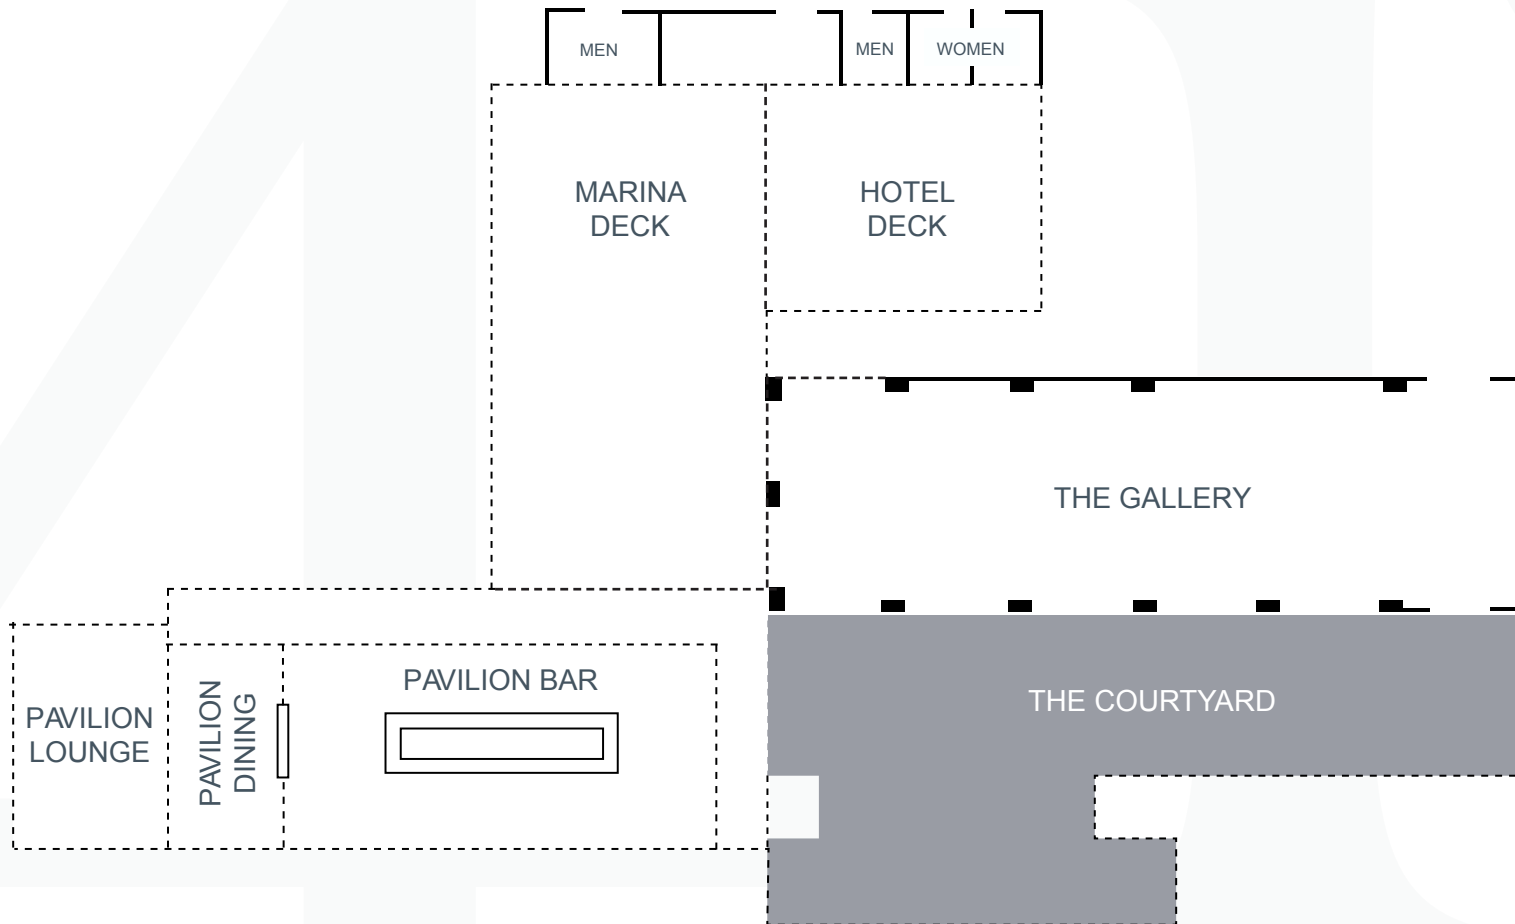 MEN
MEN
WOMEN
MARINA
DECK
HOTEL
DECK
THE GALLERY
PAVILION BAR
THE COURTYARD
PAVILION
LOUNGE
PAVILION
DINING